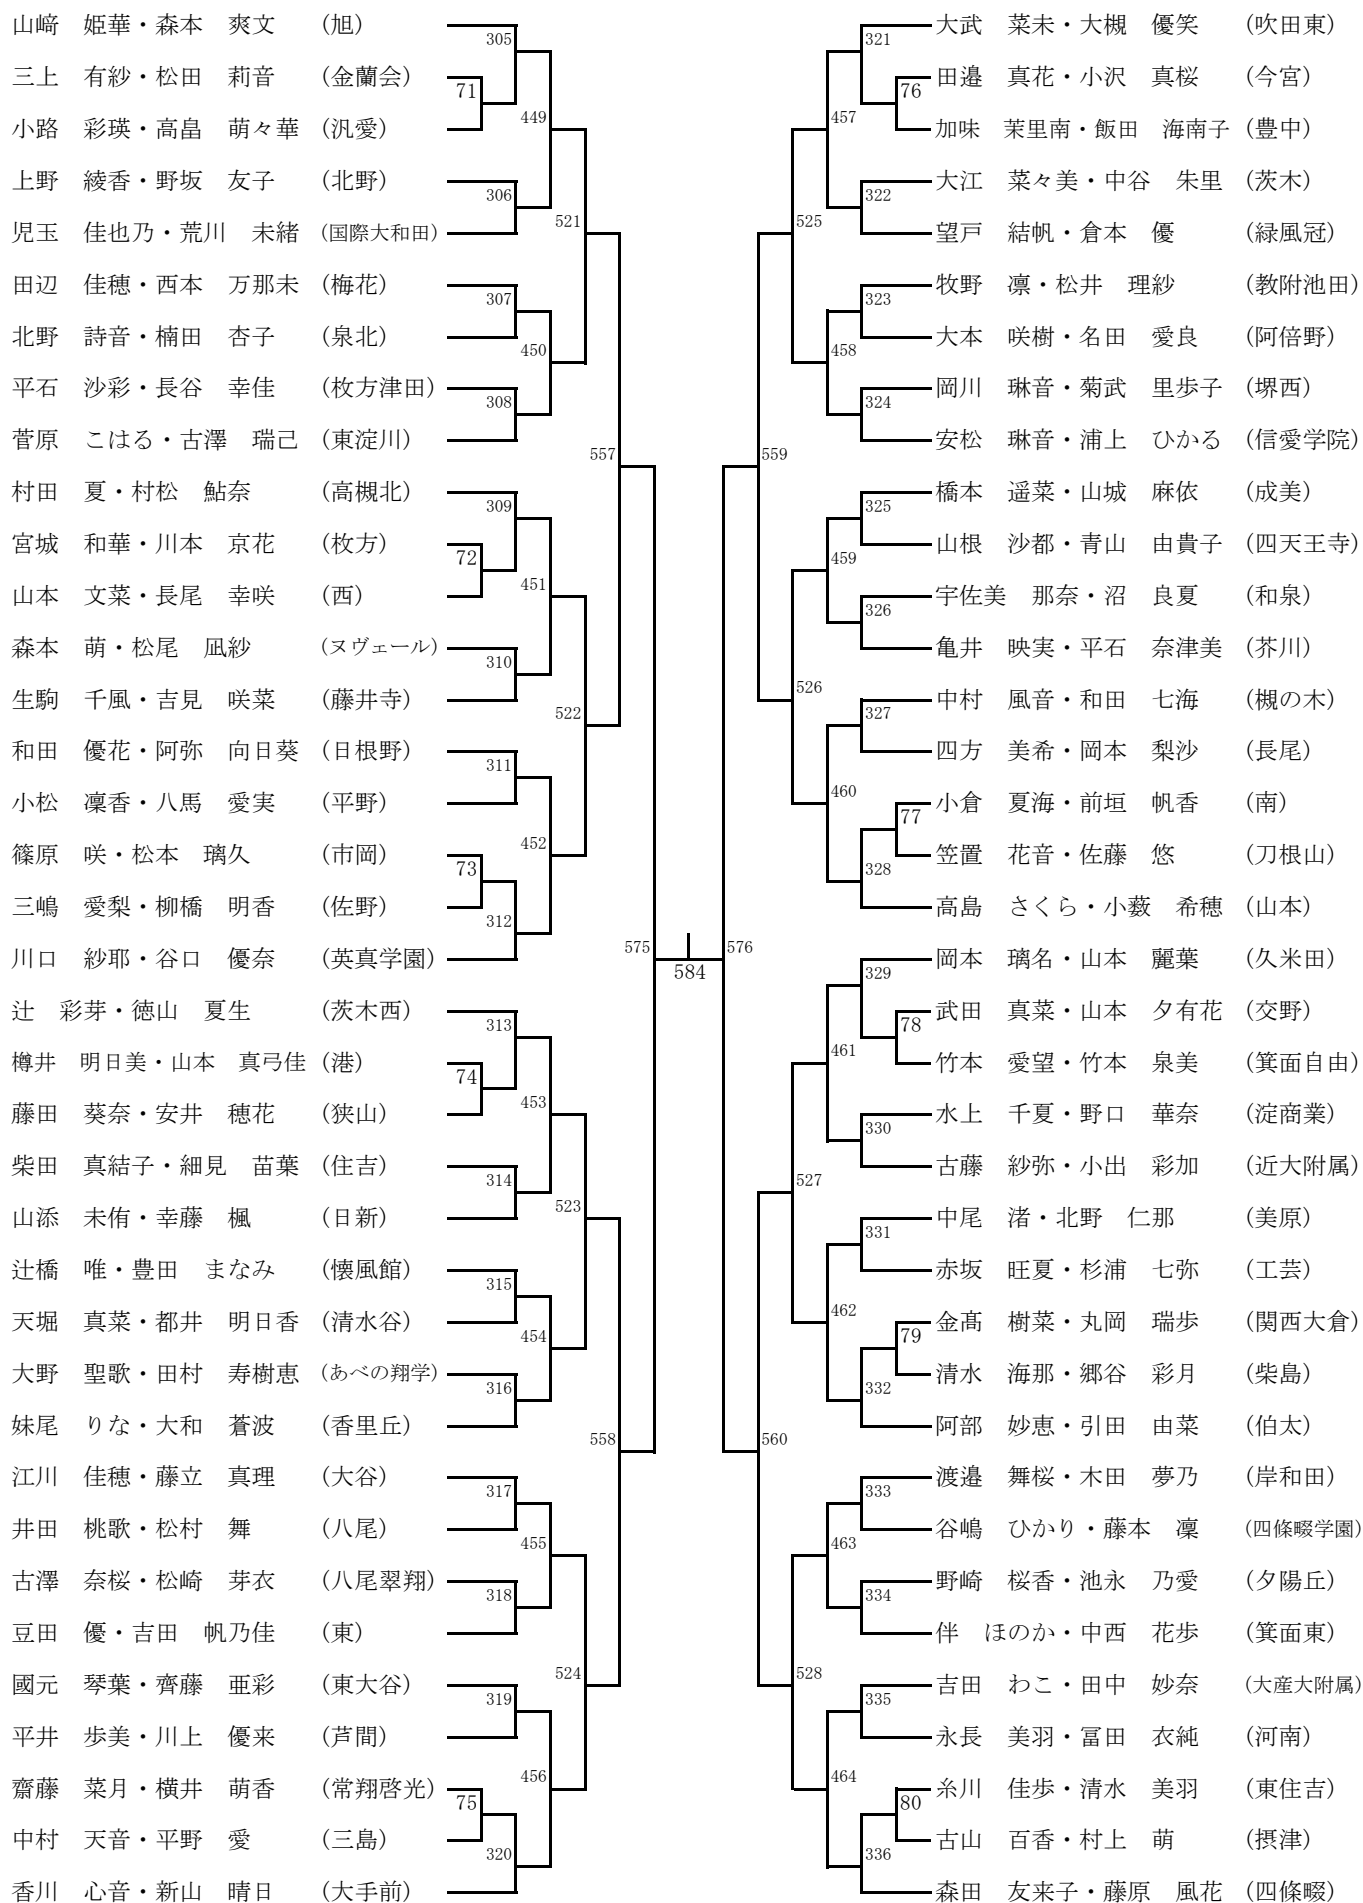 山﨑　姫華・森本　爽文　(旭)
305
三上　有紗・松田　莉音　(金蘭会)
71
小路　彩瑛・高畠　萌々華　(汎愛)
449
上野　綾香・野坂　友子　(北野)
306
児玉　佳也乃・荒川　未緒　(国際大和田)
521
田辺　佳穂・西本　万那未　(梅花)
307
北野　詩音・楠田　杏子　(泉北)
450
平石　沙彩・長谷　幸佳　(枚方津田)
308
菅原　こはる・古澤　瑞己　(東淀川)
557
村田　夏・村松　鮎奈　(高槻北)
309
宮城　和華・川本　京花　(枚方)
72
山本　文菜・長尾　幸咲　(西)
451
森本　萌・松尾　凪紗　(ヌヴェール)
310
生駒　千風・吉見　咲菜　(藤井寺)
522
和田　優花・阿弥　向日葵　(日根野)
311
小松　凜香・八馬　愛実　(平野)
452
篠原　咲・松本　璃久　(市岡)
73
三嶋　愛梨・柳橋　明香　(佐野)
312
川口　紗耶・谷口　優奈　(英真学園)
575
辻　彩芽・徳山　夏生　(茨木西)
313
樽井　明日美・山本　真弓佳　(港)
74
藤田　葵奈・安井　穂花　(狭山)
453
柴田　真結子・細見　苗葉　(住吉)
314
山添　未侑・幸藤　楓　(日新)
523
辻橋　唯・豊田　まなみ　(懐風館)
315
天堀　真菜・都井　明日香　(清水谷)
454
大野　聖歌・田村　寿樹恵　(あべの翔学)
316
妹尾　りな・大和　蒼波　(香里丘)
558
江川　佳穂・藤立　真理　(大谷)
317
井田　桃歌・松村　舞　(八尾)
455
古澤　奈桜・松崎　芽衣　(八尾翠翔)
318
豆田　優・吉田　帆乃佳　(東)
524
國元　琴葉・齊藤　亜彩　(東大谷)
319
平井　歩美・川上　優来　(芦間)
456
齋藤　菜月・横井　萌香　(常翔啓光)
75
中村　天音・平野　愛　(三島)
320
香川　心音・新山　晴日　(大手前)
584
大武　菜未・大槻　優笑　(吹田東)
321
田邉　真花・小沢　真桜　(今宮)
76
加味　茉里南・飯田　海南子　(豊中)
457
大江　菜々美・中谷　朱里　(茨木)
322
望戸　結帆・倉本　優　(緑風冠)
525
牧野　凛・松井　理紗　(教附池田)
323
大本　咲樹・名田　愛良　(阿倍野)
458
岡川　琳音・菊武　里歩子　(堺西)
324
安松　琳音・浦上　ひかる　(信愛学院)
559
橋本　遥菜・山城　麻依　(成美)
325
山根　沙都・青山　由貴子　(四天王寺)
459
宇佐美　那奈・沼　良夏　(和泉)
326
亀井　映実・平石　奈津美　(芥川)
526
中村　風音・和田　七海　(槻の木)
327
四方　美希・岡本　梨沙　(長尾)
460
小倉　夏海・前垣　帆香　(南)
77
笠置　花音・佐藤　悠　(刀根山)
328
高島　さくら・小薮　希穂　(山本)
576
岡本　璃名・山本　麗葉　(久米田)
329
武田　真菜・山本　夕有花　(交野)
78
竹本　愛望・竹本　泉美　(箕面自由)
461
水上　千夏・野口　華奈　(淀商業)
330
古藤　紗弥・小出　彩加　(近大附属)
527
中尾　渚・北野　仁那　(美原)
331
赤坂　旺夏・杉浦　七弥　(工芸)
462
金髙　樹菜・丸岡　瑞歩　(関西大倉)
79
清水　海那・郷谷　彩月　(柴島)
332
阿部　妙恵・引田　由菜　(伯太)
560
渡邉　舞桜・木田　夢乃　(岸和田)
333
谷嶋　ひかり・藤本　凜　(四條畷学園)
463
野崎　桜香・池永　乃愛　(夕陽丘)
334
伴　ほのか・中西　花歩　(箕面東)
528
吉田　わこ・田中　妙奈　(大産大附属)
335
永長　美羽・冨田　衣純　(河南)
464
糸川　佳歩・清水　美羽　(東住吉)
80
古山　百香・村上　萌　(摂津)
336
森田　友来子・藤原　風花　(四條畷)